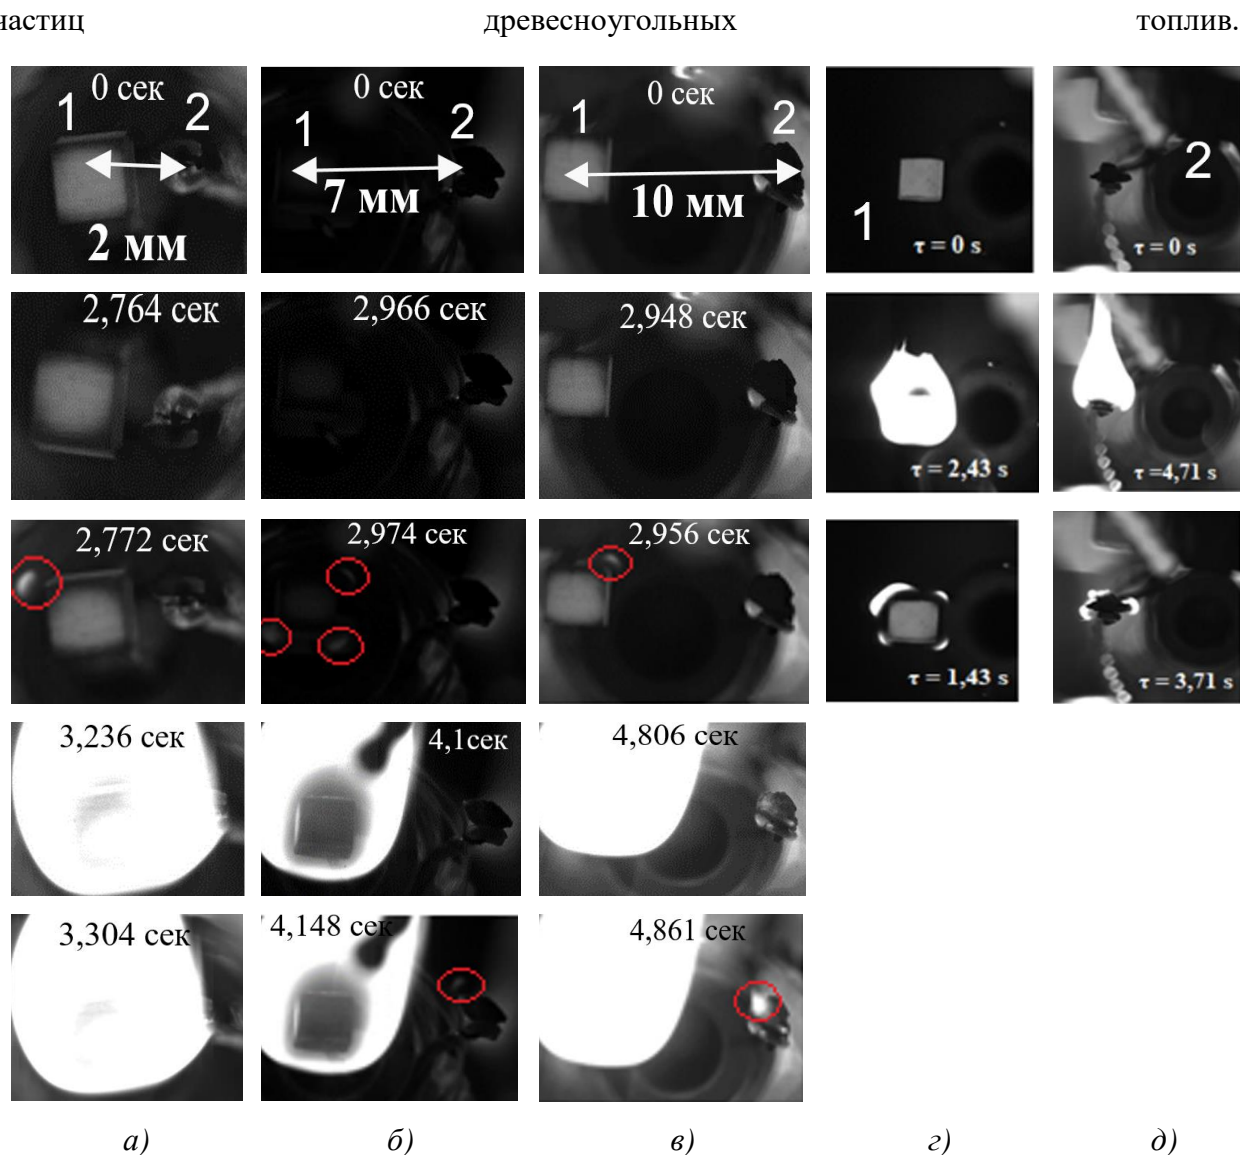 древесноугольных топлив.
0 сек 0 сек 0 сек
1 2 1 2 1 2 1 2
2 мм 7 мм 10 мм τ = 0 s τ = 0 s
2,764 сек 2,966 сек 2,948 сек τ = 2,43 s τ =4,71 s
2,772 сек 2,974 сек 2,956 сек τ = 1,43 s τ = 3,71 s
3,236 сек 4,1сек 4,806 сек
3,304 сек 4,148 сек 4,861 сек
а) б) в) г) д)